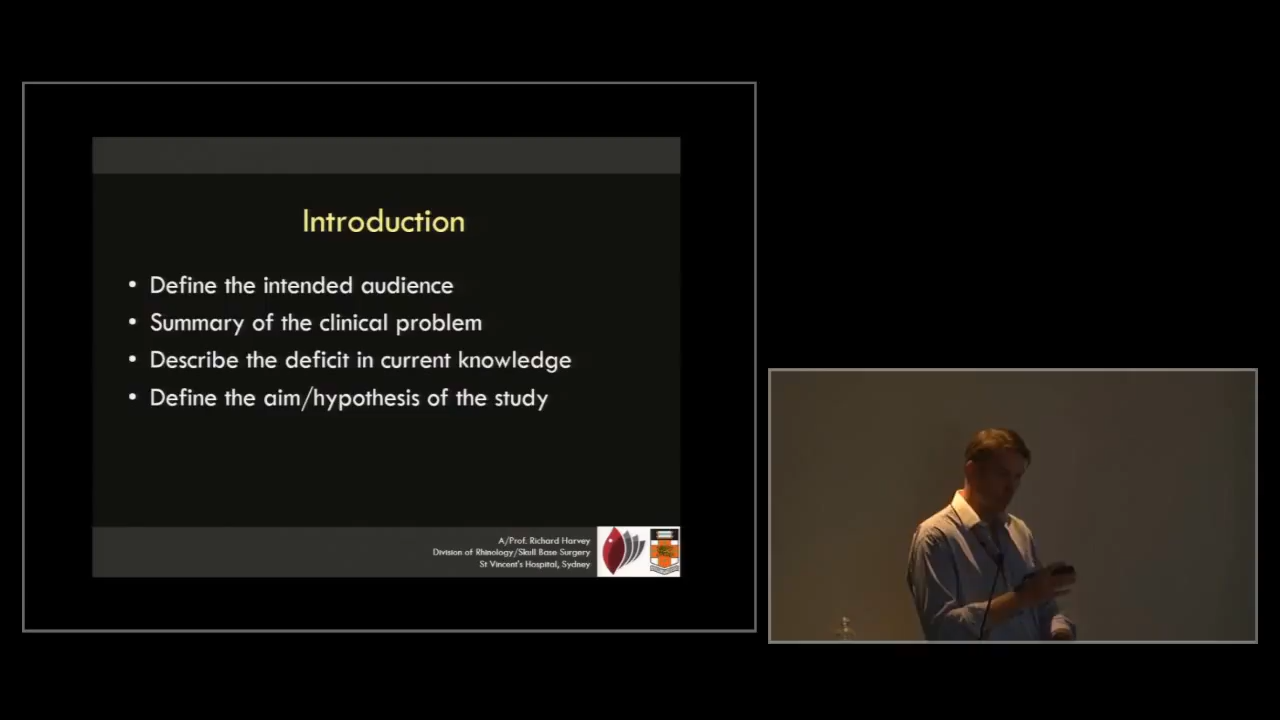 Introduction
• Define the intended audience
• Summary of the clinical problem
• Describe the deficit in current knowledge
• Define the aim/hypothesis of the study
A/Prof. Richard Harvey
Division of Rhinology/Skull Base Surgery
St Vincent's Hospital, Sydney